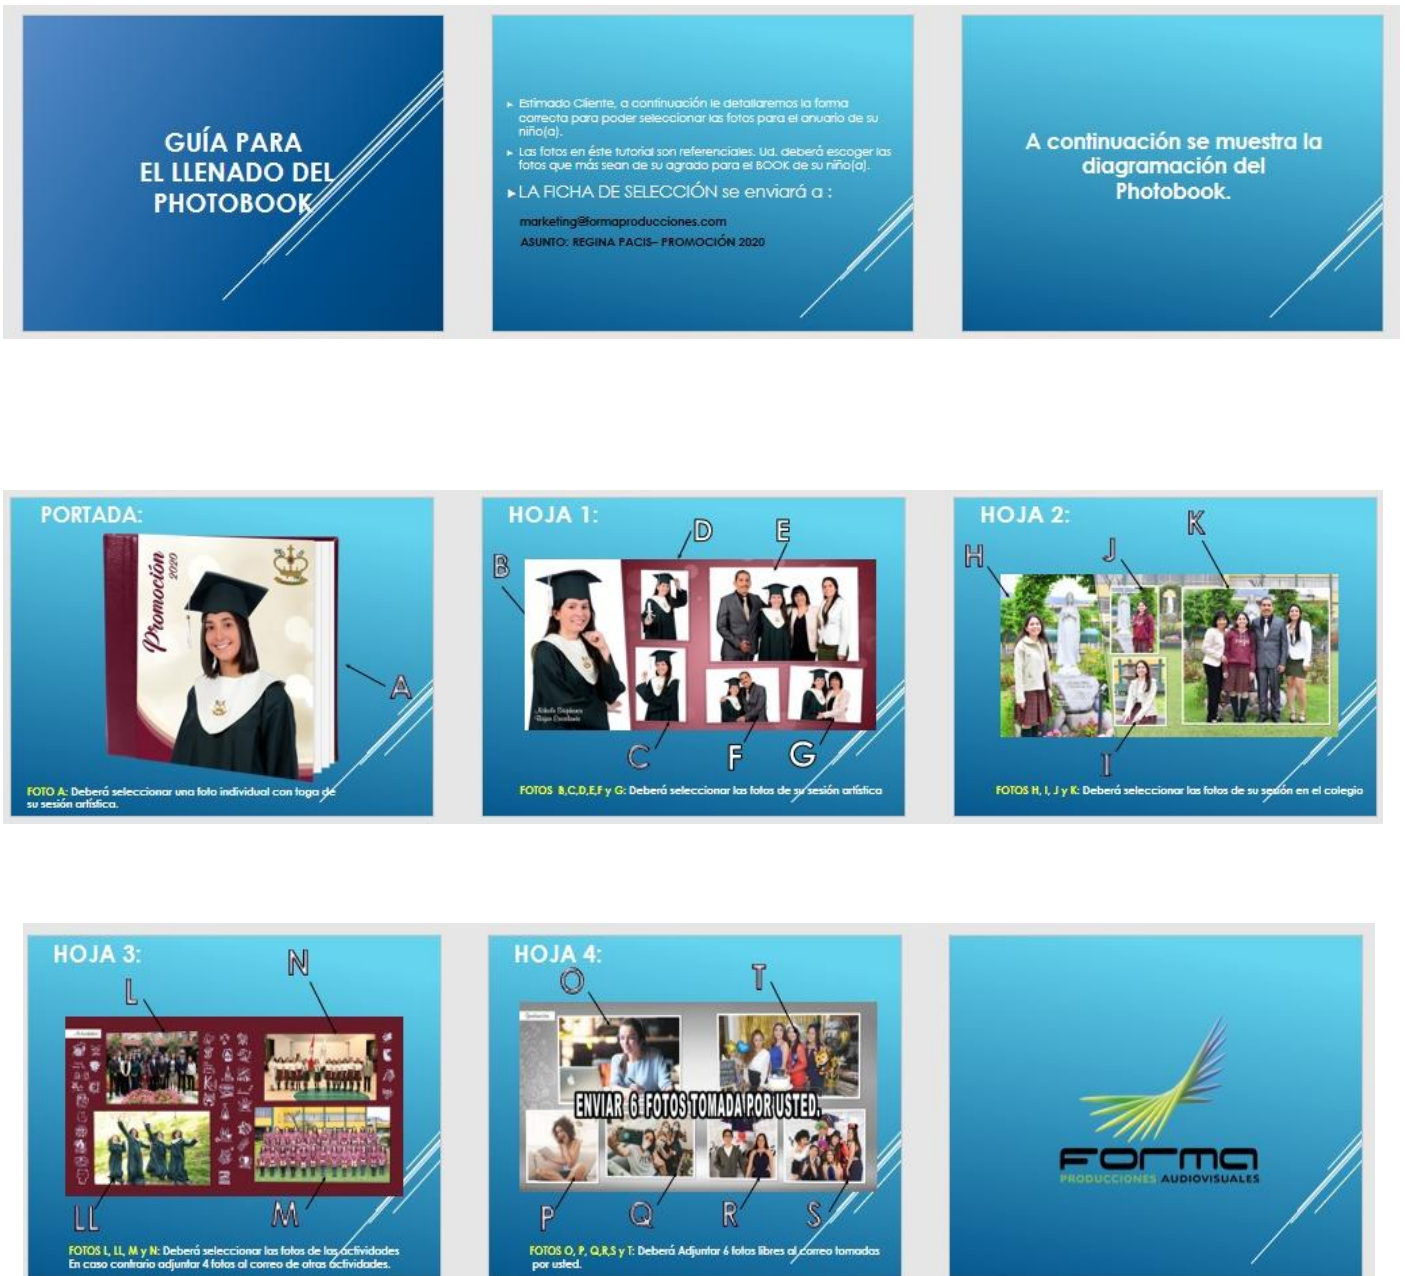 GUÍA PARA
EL LLENADO DEL
PHOTOBOOK
Estimado Cliente, a continuación le detallaremos la forma
correcta para poder seleccionar las fotos para el anuario de su
niño(a).
Las fotos en éste tutorial son referenciales. Ud. deberá escoger las
fotos que más sean de su agrado para el BOOK de su niño(a).
LA FICHA DE SELECCIÓN se enviará a :
marketing@formaproducciones.com
ASUNTO: REGINA PACIS– PROMOCIÓN 2020
A continuación se muestra la
diagramación del
Photobook.
PORTADA:
Promoción
2020
A
FOTO A: Deberá seleccionar una foto individual con toga de
su sesión artística.
HOJA 1:
B
D
E
C
F
G
FOTOS B,C,D,E,F y G: Deberá seleccionar las fotos de su sesión artística
HOJA 2:
H
J
K
I
FOTOS H, I, J y K: Deberá seleccionar las fotos de su sesión en el colegio
HOJA 3:
L
N
LL
M
FOTOS L, LL, M y N: Deberá seleccionar las fotos de las actividades
En caso contrario adjuntar 4 fotos al correo de otras actividades.
HOJA 4:
O
T
ENVIAR 6 FOTOS TOMADA POR USTED.
P
Q
R
S
FOTOS O, P, Q,R,S y T: Deberá Adjuntar 6 fotos libres al correo tomadas
por usted.
Forma
PRODUCCIONES AUDIOVISUALES